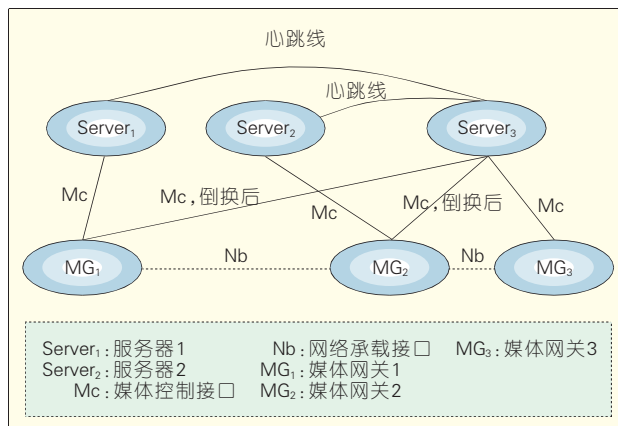 心跳线
心跳线
Server₁ Server₂ Server₃
Mc Mc,倒换后 Mc Mc,倒换后 Mc
MG₁ Nb MG₂ Nb MG₃
Server₁:服务器1 Nb:网络承载接口 MG₃:媒体网关3
Server₂:服务器2 MG₁:媒体网关1
Mc:媒体控制接口 MG₂:媒体网关2